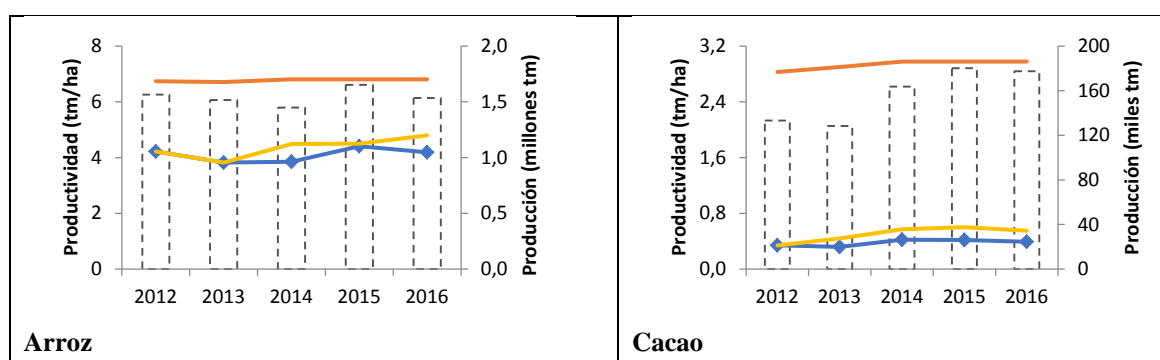 Productividad (tm/ha)
8
6
4
2
0
2,0
1,5
1,0
0,5
0,0
Producción (millones tm)
2012 2013 2014 2015 2016
Arroz
Productividad (tm/ha)
3,2
2,4
1,6
0,8
0,0
200
160
120
80
40
0
Producción (miles tm)
2012 2013 2014 2015 2016
Cacao